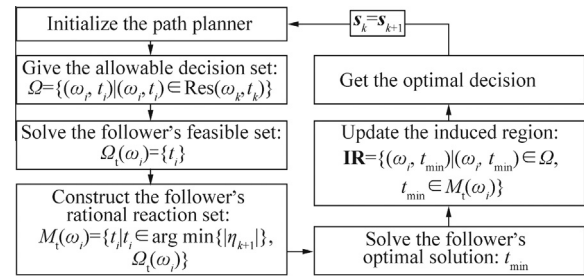 Initialize the path planner
Give the allowable decision set:
Ω={(ω_i, t_i)|(ω_i, t_i)∈Res(ω_k, t_k)}
Solve the follower's feasible set:
Ω_t(ω_i)={t_i}
Construct the follower's
rational reaction set:
M_t(ω_i)={t_i|t_i∈arg min{|η_{k+1}|},
Ω_t(ω_i)}
Solve the follower's
optimal solution: t_min
Update the induced region:
IR={(ω_i, t_min)|(ω_i, t_min)∈Ω,
t_min∈M_t(ω_i)}
Get the optimal decision
s_k=s_{k+1}